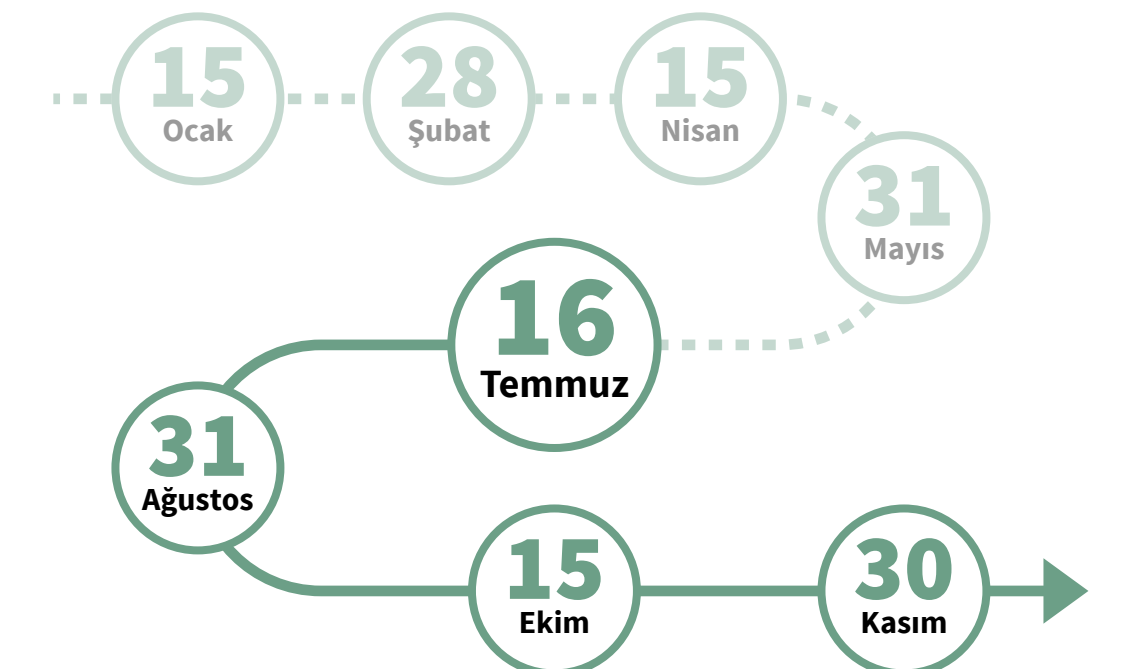 15
Ocak
28
Şubat
15
Nisan
31
Mayıs
16
Temmuz
31
Ağustos
15
Ekim
30
Kasım